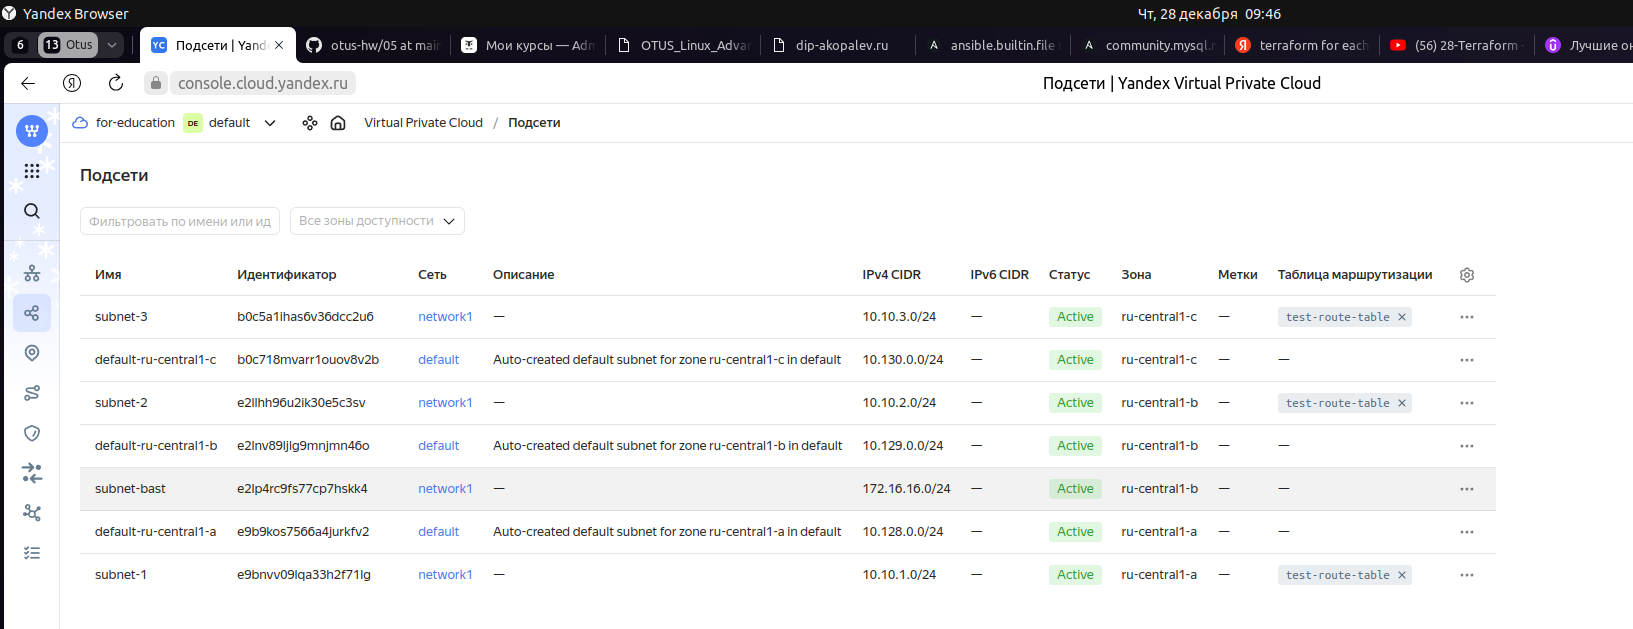 Yandex Browser
Чт, 28 декабря 09:46
6 13 Otus YC Подсети | Yand otus-hw/05 at mai Мои курсы — Adm OTUS_Linux_Adva dip-akopalev.ru A ansible.builtin.file A community.mysql. Я terraform for each (56) 28-Terraform Лучшие он
Я console.cloud.yandex.ru Подсети | Yandex Virtual Private Cloud
for-education DE default Virtual Private Cloud / Подсети
Подсети
Фильтровать по имени или ид Все зоны доступности
Имя Идентификатор Сеть Описание IPv4 CIDR IPv6 CIDR Статус Зона Метки Таблица маршрутизации
subnet-3 b0c5a1ihas6v36dcc2u6 network1 — 10.10.3.0/24 — Active ru-central1-c — test-route-table ×
default-ru-central1-c b0c718mvarr1ouov8v2b default Auto-created default subnet for zone ru-central1-c in default 10.130.0.0/24 — Active ru-central1-c — —
subnet-2 e2llhh96u2ik30e5c3sv network1 — 10.10.2.0/24 — Active ru-central1-b — test-route-table ×
default-ru-central1-b e2lnv89ljlg9mnjmn46o default Auto-created default subnet for zone ru-central1-b in default 10.129.0.0/24 — Active ru-central1-b — —
subnet-bast e2lp4rc9fs77cp7hskk4 network1 — 172.16.16.0/24 — Active ru-central1-b — —
default-ru-central1-a e9b9kos7566a4jurkfv2 default Auto-created default subnet for zone ru-central1-a in default 10.128.0.0/24 — Active ru-central1-a — —
subnet-1 e9bnvv09lqa33h2f71lg network1 — 10.10.1.0/24 — Active ru-central1-a — test-route-table ×